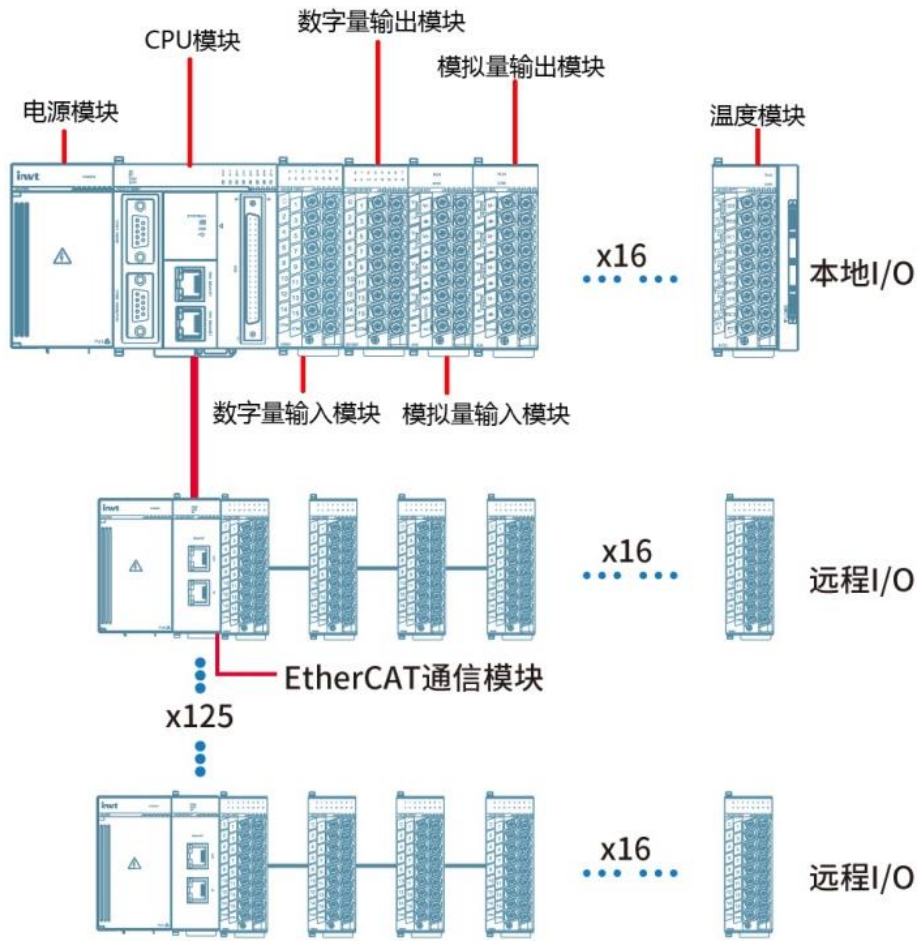 数字量输出模块
CPU模块
模拟量输出模块
电源模块
温度模块
invt
x16
本地I/O
数字量输入模块
模拟量输入模块
invt
x16
远程I/O
EtherCAT通信模块
x125
invt
x16
远程I/O